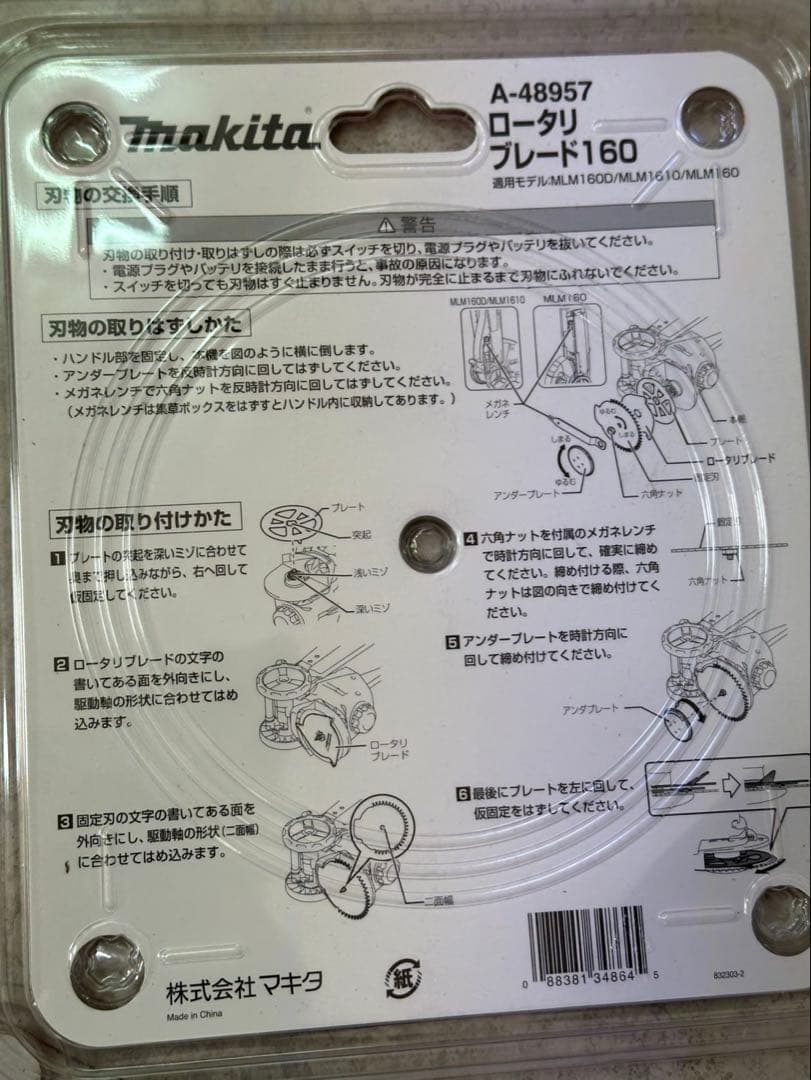 makita
A-48957
ロータリ
ブレード160
適用モデル:MLM160D/MLM1610/MLM160
刃物の交換手順
⚠警告
刃物の取り付け・取りはずしの際は必ずスイッチを切り、電源プラグやバッテリを抜いてください。
・電源プラグやバッテリを接続したまま行うと、事故の原因になります。
・スイッチを切っても刃物はすぐ止まりません。刃物が完全に止まるまで刃物にふれないでください。
刃物の取りはずしかた
・ハンドル部を固定し、本機を図のように横に倒します。
・アンダープレートを反時計方向に回してはずしてください。
・メガネレンチで六角ナットを反時計方向に回してはずしてください。
(メガネレンチは集草ボックスをはずすとハンドル内に収納してあります。)
MLM160D/MLM1610
MLM160
メガネ
レンチ
しまる
ゆるむ
ゆるむ
しまる
アンダープレート
六角ナット
固定刃
ロータリブレード
プレート
本機
刃物の取り付けかた
1 プレートの突起を深いミゾに合わせて
奥まで押し込みながら、右へ回して
仮固定してください。
プレート
突起
浅いミゾ
深いミゾ
2 ロータリブレードの文字の
書いてある面を外向きにし、
駆動軸の形状に合わせてはめ
込みます。
ロータリ
ブレード
3 固定刃の文字の書いてある面を
外向きにし、駆動軸の形状(二面幅)
に合わせてはめ込みます。
二面幅
4 六角ナットを付属のメガネレンチ
で時計方向に回して、確実に締め
てください。締め付ける際、六角
ナットは図の向きで締め付けてく
ださい。
六角ナット
5 アンダープレートを時計方向に
回して締め付けてください。
アンダプレート
6 最後にプレートを左に回して、
仮固定をはずしてください。
株式会社マキタ
Made in China
紙
0 88381 34864 5
832303-2